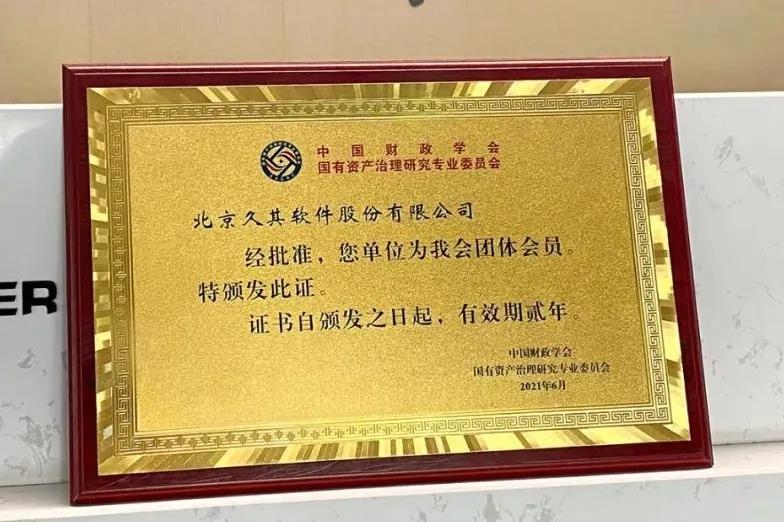 中国财政学会
国有资产治理研究专业委员会
北京久其软件股份有限公司
经批准，您单位为我会团体会员。
特颁发此证。
证书自颁发之日起，有效期贰年。
中国财政学会
国有资产治理研究专业委员会
2021年6月
ER